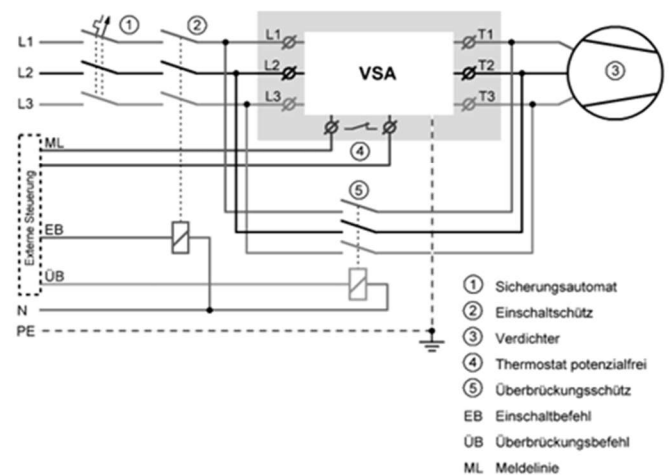 1
2
L1
L2
L3
L1
L2
L3
VSA
T1
T2
T3
3
ML
4
5
EB
ÜB
Externe Steuerung
N
PE
1 Sicherungsautomat
2 Einschaltschütz
3 Verdichter
4 Thermostat potenzialfrei
5 Überbrückungsschütz
EB Einschaltbefehl
ÜB Überbrückungsbefehl
ML Meldelinie